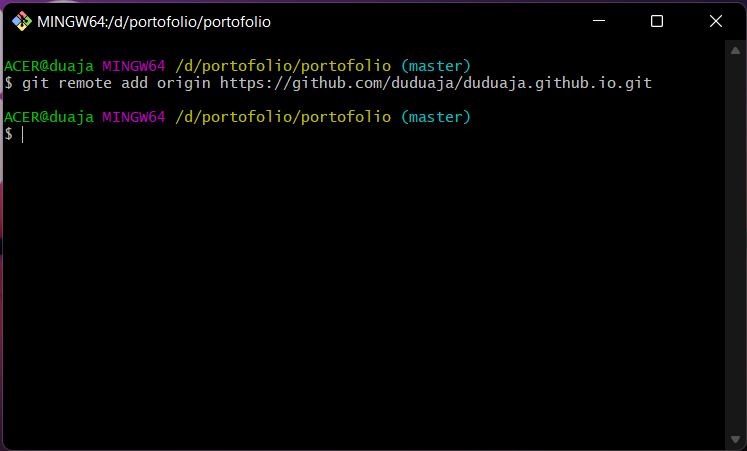 MINGW64:/d/portofolio/portofolio
ACER@duaja MINGW64 /d/portofolio/portofolio (master)
$ git remote add origin https://github.com/duduaja/duduaja.github.io.git
ACER@duaja MINGW64 /d/portofolio/portofolio (master)
$